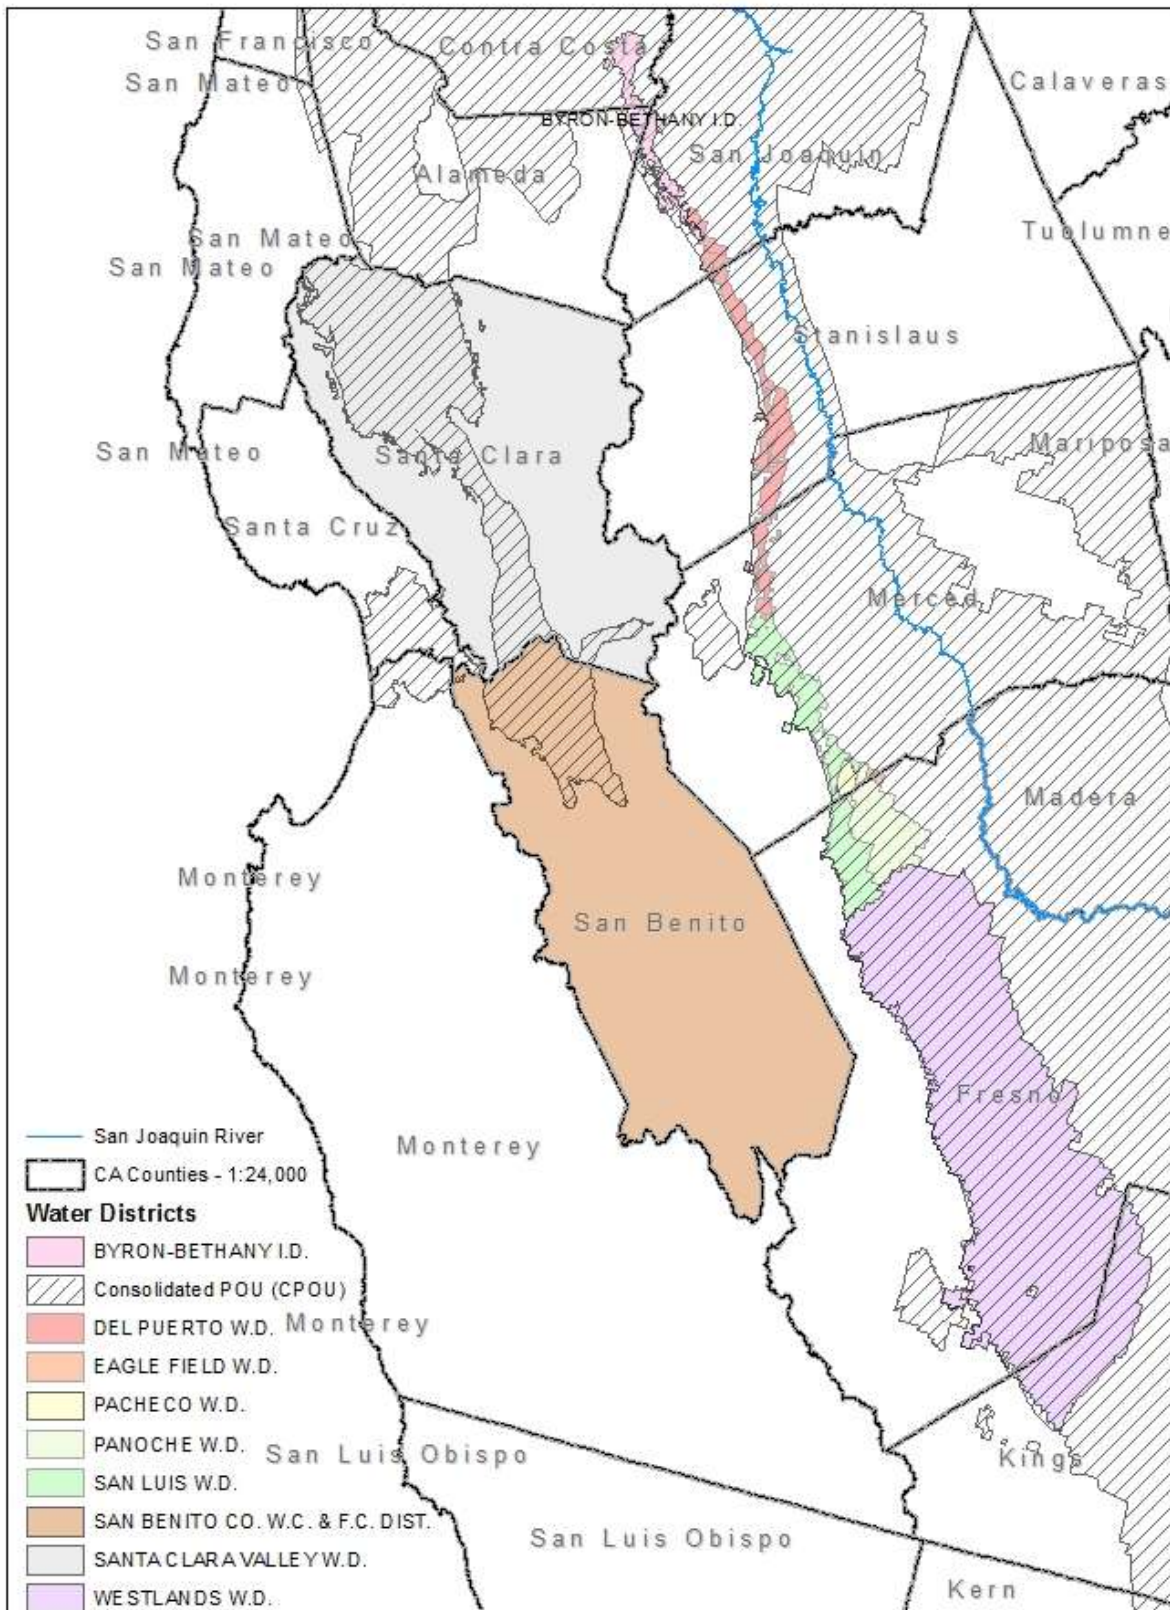 San Francisco
Contra Costa
San Mateo
Calaveras
BYRON-BETHANY I.D.
San Joaquin
Alameda
San Mateo
Tuolumne
San Mateo
Stanislaus
Mariposa
San Mateo
Santa Clara
Santa Cruz
Merced
Madera
Monterey
San Benito
Monterey
Fresno
Monterey
San Joaquin River
CA Counties - 1:24,000
Water Districts
BYRON-BETHANY I.D.
Consolidated POU (CPOU)
DEL PUERTO W.D.
Monterey
EAGLE FIELD W.D.
PACHECO W.D.
PANOCHE W.D.
San Luis Obispo
Kings
SAN LUIS W.D.
SAN BENITO CO. W.C. & F.C. DIST.
San Luis Obispo
SANTA CLARA VALLEY W.D.
Kern
WESTLANDS W.D.